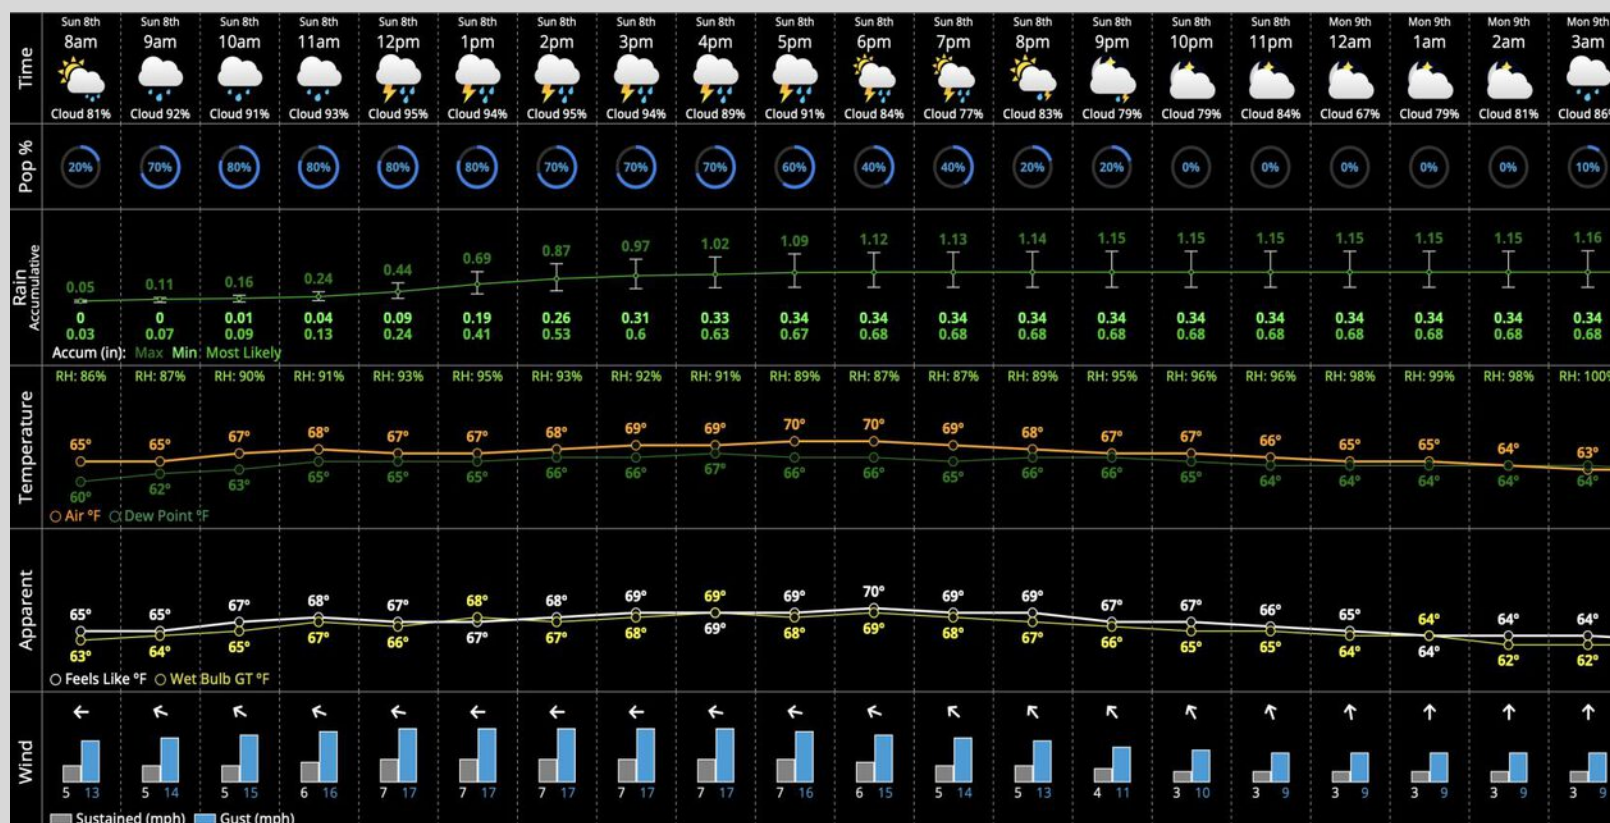 Time
Sun 8th Sun 8th Sun 8th Sun 8th Sun 8th Sun 8th Sun 8th Sun 8th Sun 8th Sun 8th Sun 8th Sun 8th Sun 8th Sun 8th Sun 8th Sun 8th Mon 9th Mon 9th Mon 9th Mon 9th
8am 9am 10am 11am 12pm 1pm 2pm 3pm 4pm 5pm 6pm 7pm 8pm 9pm 10pm 11pm 12am 1am 2am 3am
Cloud 81% Cloud 92% Cloud 91% Cloud 93% Cloud 95% Cloud 94% Cloud 95% Cloud 94% Cloud 89% Cloud 91% Cloud 84% Cloud 77% Cloud 83% Cloud 79% Cloud 79% Cloud 84% Cloud 67% Cloud 79% Cloud 81% Cloud 86
Pop %
20% 70% 80% 80% 80% 80% 70% 70% 70% 60% 40% 40% 20% 20% 0% 0% 0% 0% 0% 10%
Rain
Accumulative
0.05 0.11 0.16 0.24 0.44 0.69 0.87 0.97 1.02 1.09 1.12 1.13 1.14 1.15 1.15 1.15 1.15 1.15 1.15 1.16
0 0 0.01 0.04 0.09 0.19 0.26 0.31 0.33 0.34 0.34 0.34 0.34 0.34 0.34 0.34 0.34 0.34 0.34 0.34
0.03 0.07 0.09 0.13 0.24 0.41 0.53 0.6 0.63 0.67 0.68 0.68 0.68 0.68 0.68 0.68 0.68 0.68 0.68 0.68
Accum (in): Max Min Most Likely
Temperature
RH: 86% RH: 87% RH: 90% RH: 91% RH: 93% RH: 95% RH: 93% RH: 92% RH: 91% RH: 89% RH: 87% RH: 87% RH: 89% RH: 95% RH: 96% RH: 96% RH: 98% RH: 99% RH: 98% RH: 100%
65° 65° 67° 68° 67° 67° 68° 69° 69° 70° 70° 69° 68° 67° 67° 66° 65° 65° 64° 63°
60° 62° 63° 65° 65° 65° 66° 66° 67° 66° 66° 65° 66° 66° 65° 64° 64° 64° 64° 64°
Air °F Dew Point °F
Apparent
65° 65° 67° 68° 67° 68° 68° 69° 69° 69° 70° 69° 69° 67° 67° 66° 65° 64° 64° 64°
63° 64° 65° 67° 66° 67° 67° 68° 69° 68° 69° 68° 67° 66° 65° 65° 64° 64° 62° 62°
Feels Like °F Wet Bulb GT °F
Wind
5 13 5 14 5 15 6 16 7 17 7 17 7 17 7 17 7 17 7 16 6 15 5 14 5 13 4 11 3 10 3 9 3 9 3 9 3 9 3 9
Sustained (mph) Gust (mph)